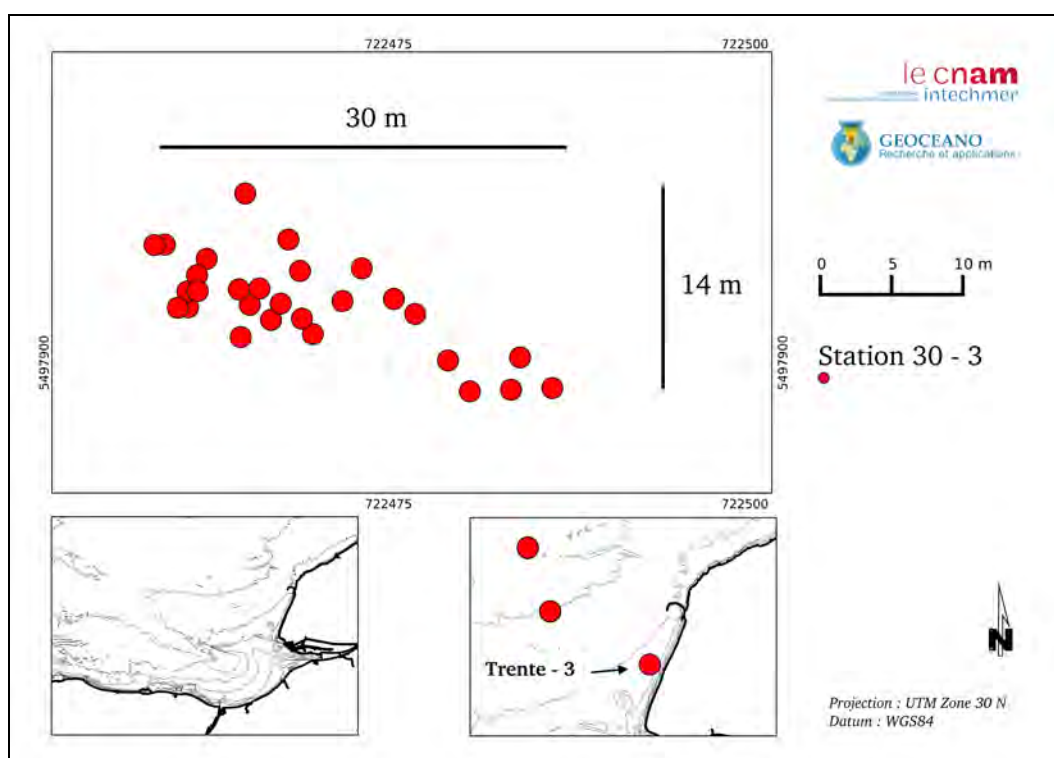 722475
722500
le cnam
intechmer
30 m
GEOCEANO
Recherche et applications
14 m
0 5 10 m
5497900
5497900
Station 30 - 3
722475
722500
Trente - 3
N
Projection : UTM Zone 30 N
Datum : WGS84